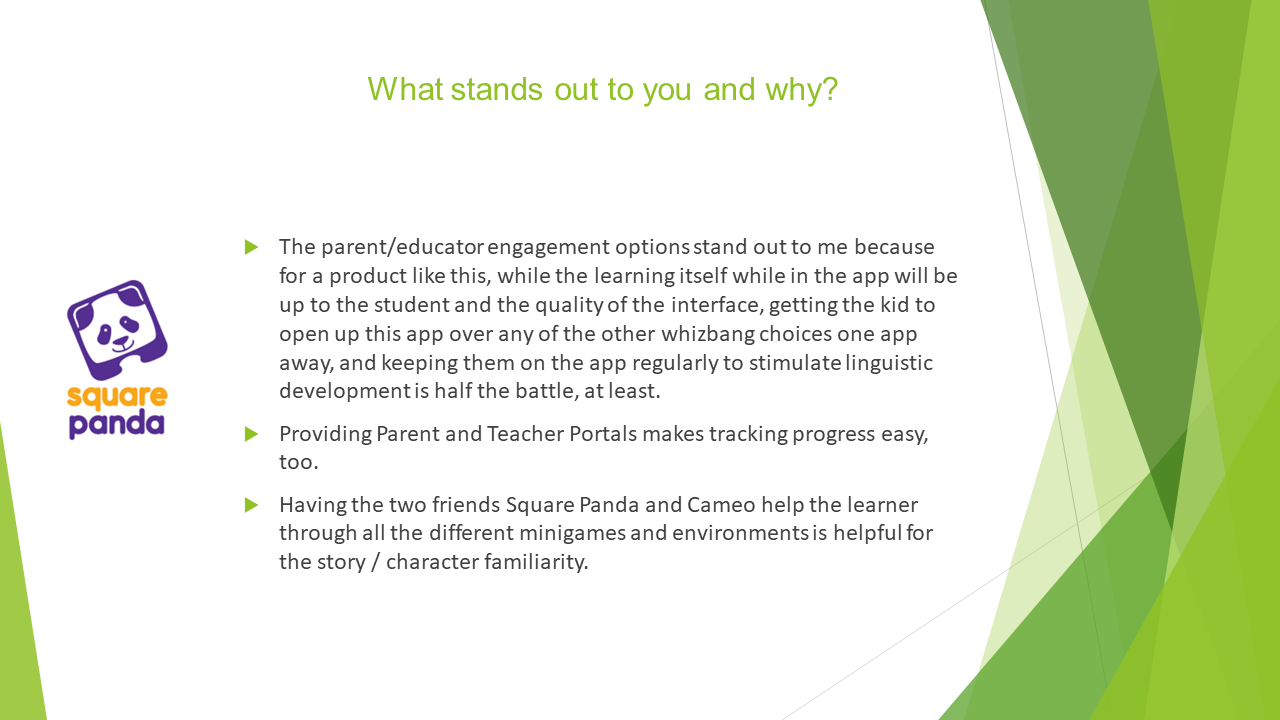 What stands out to you and why?
The parent/educator engagement options stand out to me because
for a product like this, while the learning itself while in the app will be
up to the student and the quality of the interface, getting the kid to
open up this app over any of the other whizbang choices one app
away, and keeping them on the app regularly to stimulate linguistic
development is half the battle, at least.
Providing Parent and Teacher Portals makes tracking progress easy,
too.
Having the two friends Square Panda and Cameo help the learner
through all the different minigames and environments is helpful for
the story / character familiarity.
square
panda